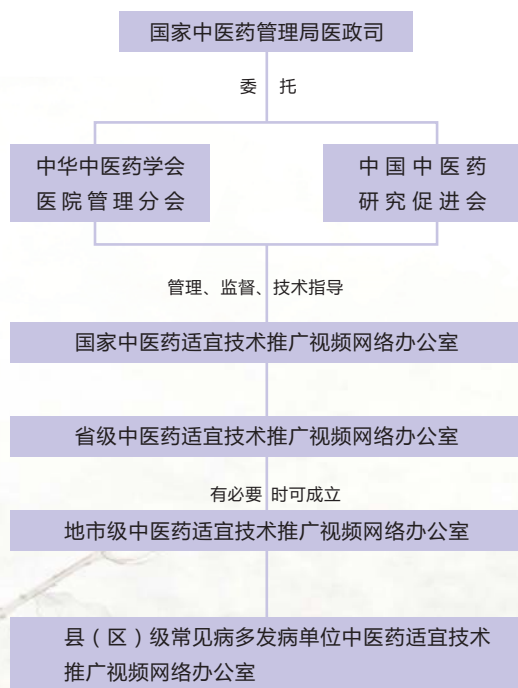 国家中医药管理局医政司
委 托
中华中医药学会
医院管理分会
中国中医药
研究促进会
管理、监督、技术指导
国家中医药适宜技术推广视频网络办公室
省级中医药适宜技术推广视频网络办公室
有必要 时可成立
地市级中医药适宜技术推广视频网络办公室
县（区）级常见病多发病单位中医药适宜技术
推广视频网络办公室